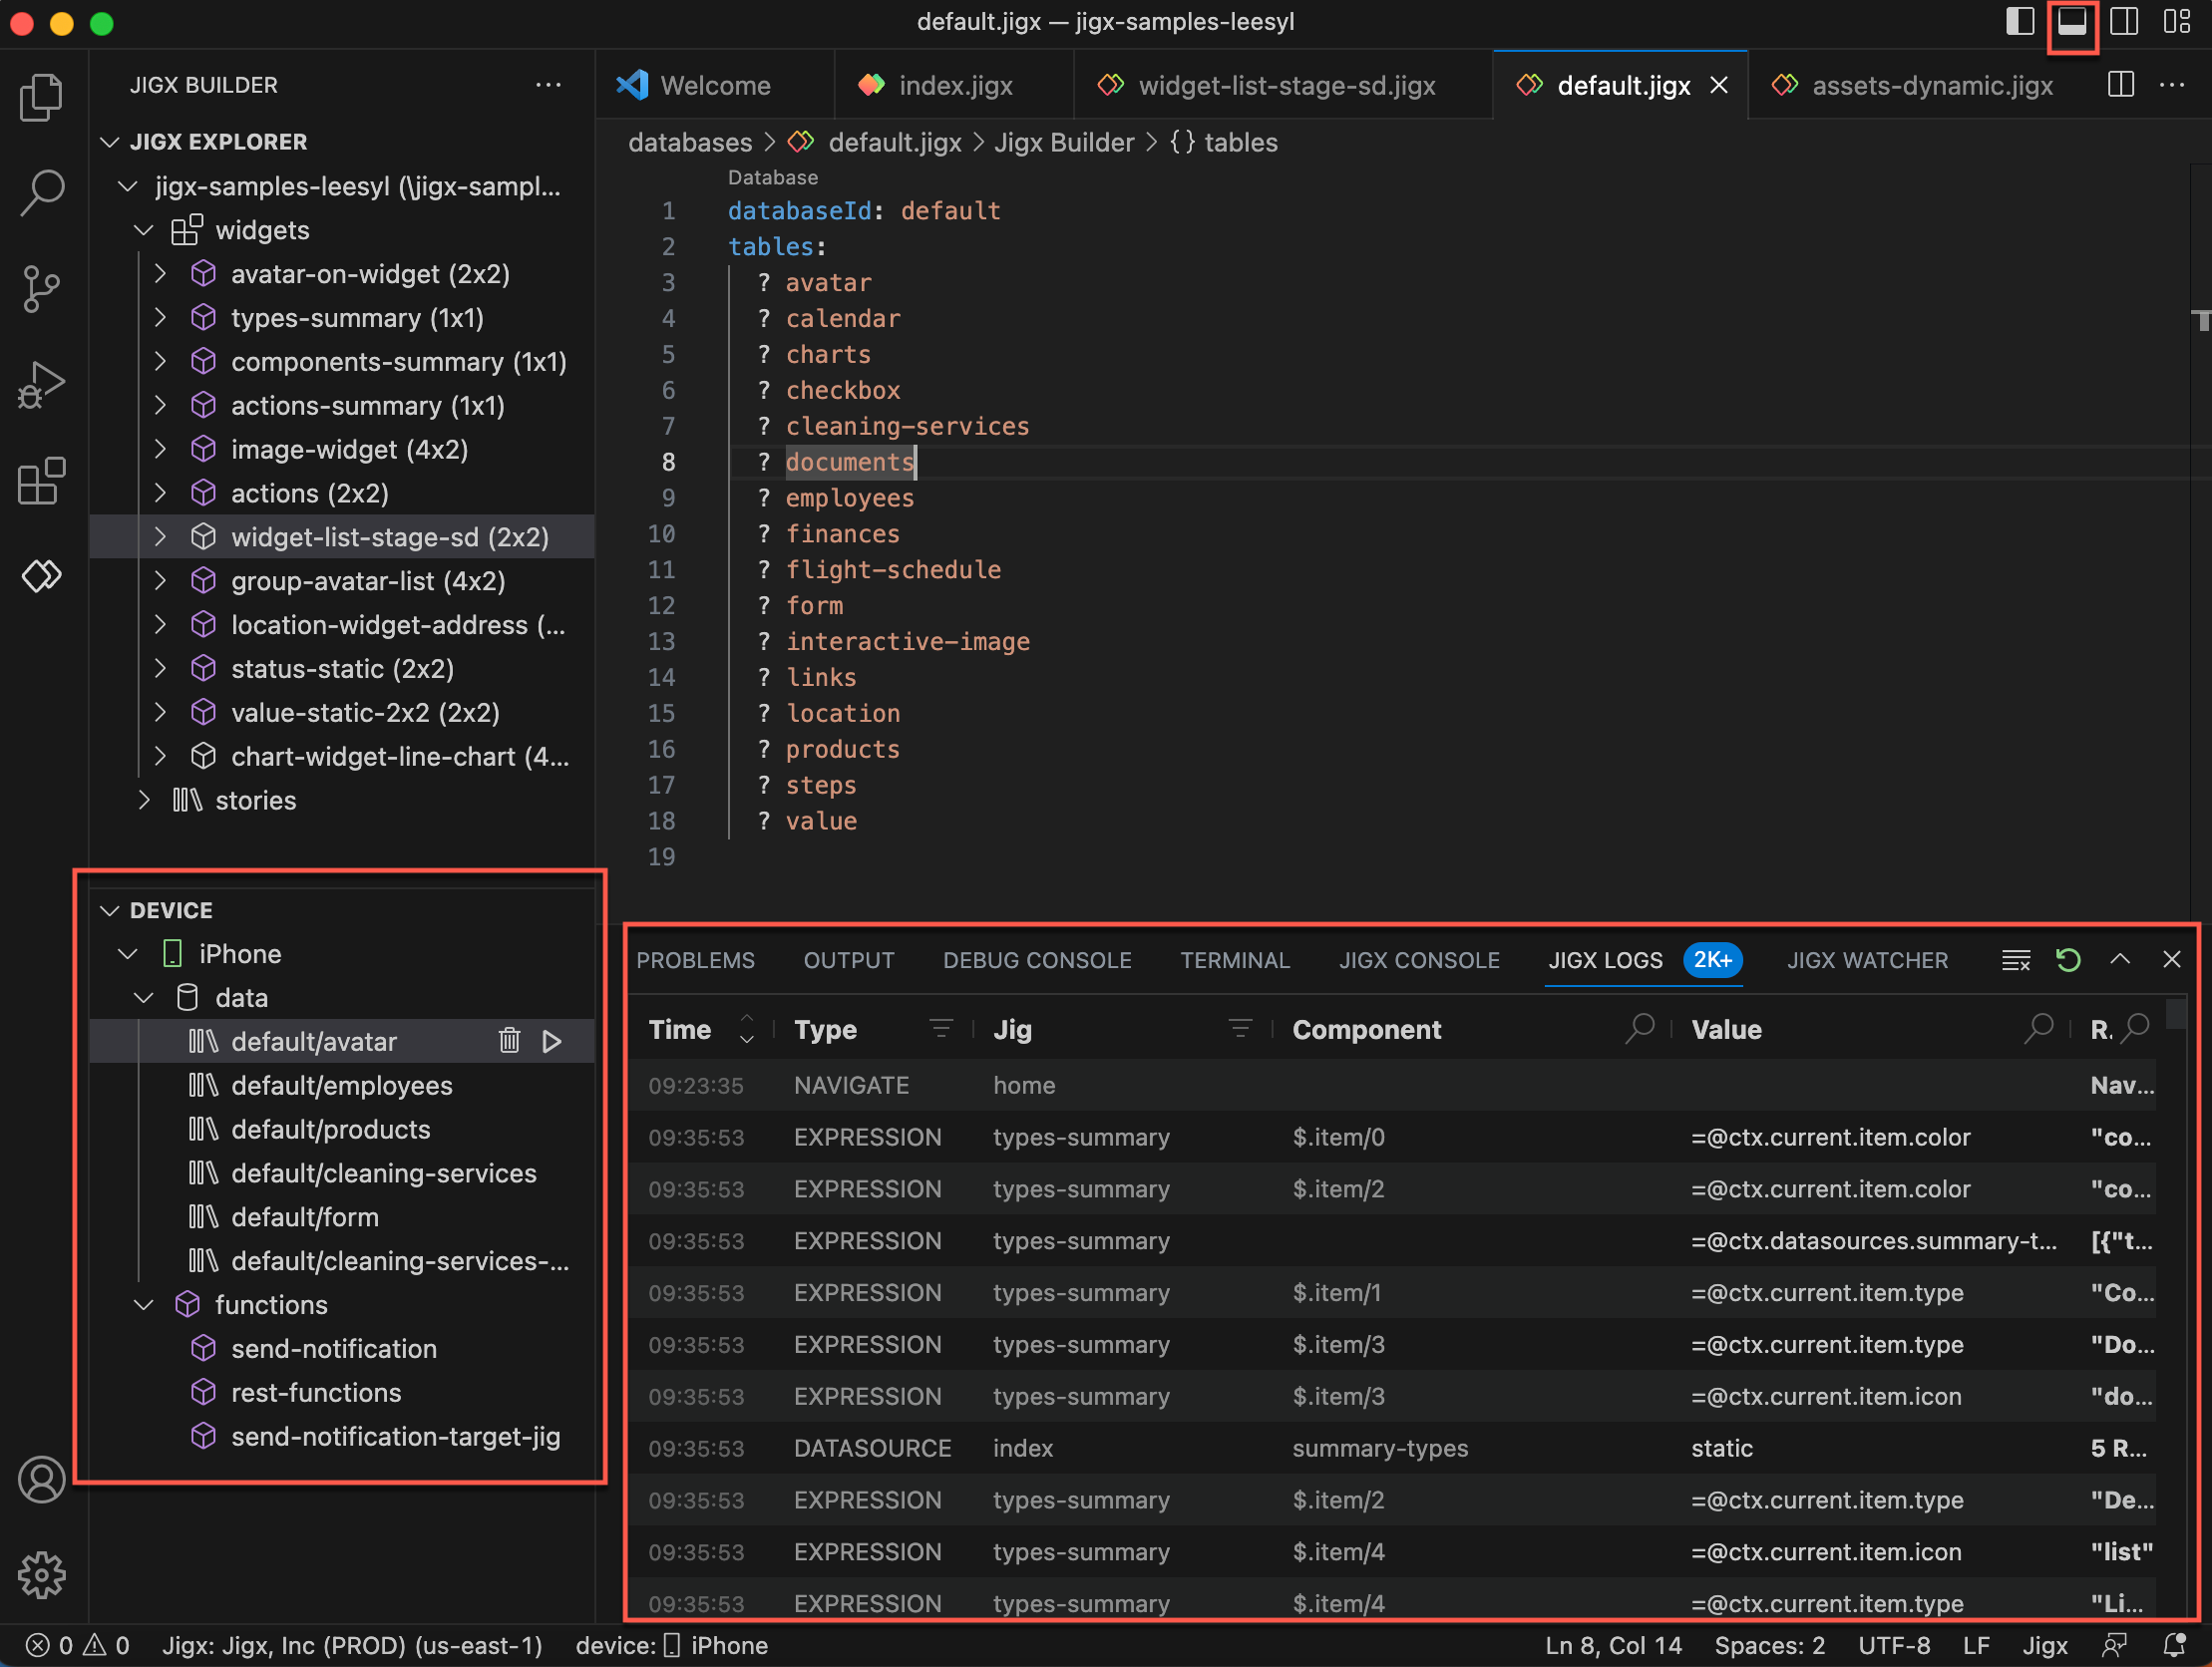 default.jigx — jigx-samples-leesyl
JIGX BUILDER
JIGX EXPLORER
jigx-samples-leesyl (\jigx-sampl...
widgets
avatar-on-widget (2x2)
types-summary (1x1)
components-summary (1x1)
actions-summary (1x1)
image-widget (4x2)
actions (2x2)
widget-list-stage-sd (2x2)
group-avatar-list (4x2)
location-widget-address (...
status-static (2x2)
value-static-2x2 (2x2)
chart-widget-line-chart (4...
stories
DEVICE
iPhone
data
default/avatar
default/employees
default/products
default/cleaning-services
default/form
default/cleaning-services-...
functions
send-notification
rest-functions
send-notification-target-jig
Welcome index.jigx widget-list-stage-sd.jigx default.jigx assets-dynamic.jigx
databases > default.jigx > Jigx Builder > {} tables
Database
1 databaseId: default
2 tables:
3 ? avatar
4 ? calendar
5 ? charts
6 ? checkbox
7 ? cleaning-services
8 ? documents
9 ? employees
10 ? finances
11 ? flight-schedule
12 ? form
13 ? interactive-image
14 ? links
15 ? location
16 ? products
17 ? steps
18 ? value
19
PROBLEMS OUTPUT DEBUG CONSOLE TERMINAL JIGX CONSOLE JIGX LOGS 2K+ JIGX WATCHER
Time Type Jig Component Value R.
09:23:35 NAVIGATE home Nav...
09:35:53 EXPRESSION types-summary $.item/0 =@ctx.current.item.color "co...
09:35:53 EXPRESSION types-summary $.item/2 =@ctx.current.item.color "co...
09:35:53 EXPRESSION types-summary =@ctx.datasources.summary-t... [{"t...
09:35:53 EXPRESSION types-summary $.item/1 =@ctx.current.item.type "Co...
09:35:53 EXPRESSION types-summary $.item/3 =@ctx.current.item.type "Do...
09:35:53 EXPRESSION types-summary $.item/3 =@ctx.current.item.icon "do...
09:35:53 DATASOURCE index summary-types static 5 R...
09:35:53 EXPRESSION types-summary $.item/2 =@ctx.current.item.type "De...
09:35:53 EXPRESSION types-summary $.item/4 =@ctx.current.item.icon "list"
09:35:53 EXPRESSION types-summary $.item/4 =@ctx.current.item.type "Li...
0 0 Jigx: Jigx, Inc (PROD) (us-east-1) device: iPhone Ln 8, Col 14 Spaces: 2 UTF-8 LF Jigx